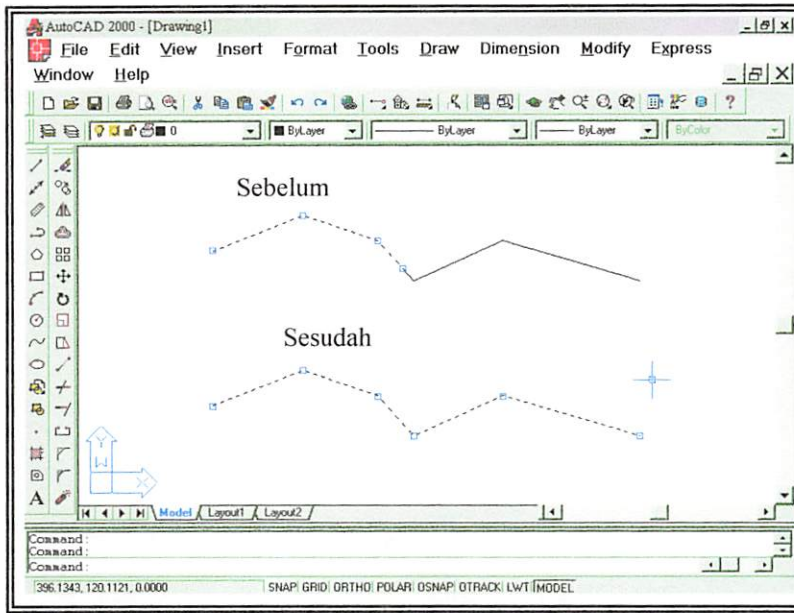 AutoCAD 2000 - [Drawing1]
File Edit View Insert Format Tools Draw Dimension Modify Express
Window Help
0 ByLayer ByLayer ByLayer ByColor
Sebelum
Sesudah
Y
W
X
A
Model Layout1 Layout2
Command:
Command:
Command:
396.1343, 120.1121, 0.0000 SNAP GRID ORTHO POLAR OSNAP OTRACK LWT MODEL